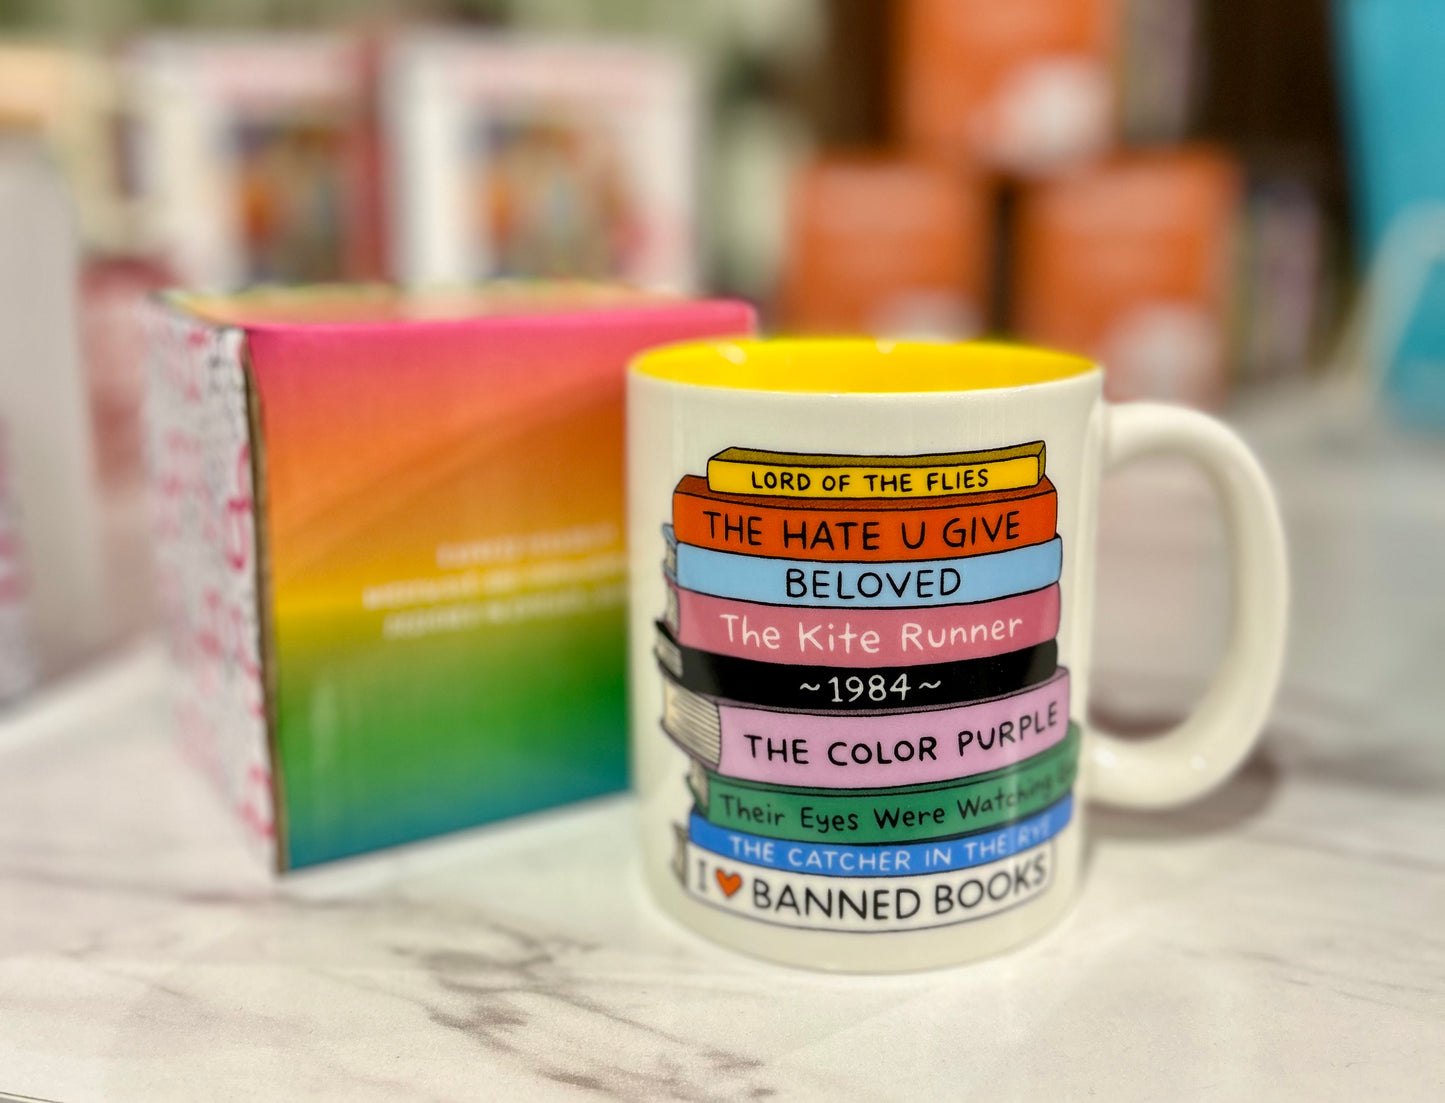 LORD OF THE FLIES
THE HATE U GIVE
BELOVED
The Kite Runner
~1984~
THE COLOR PURPLE
Their Eyes Were Watching
THE CATCHER IN THE RYE
I ♥ BANNED BOOKS